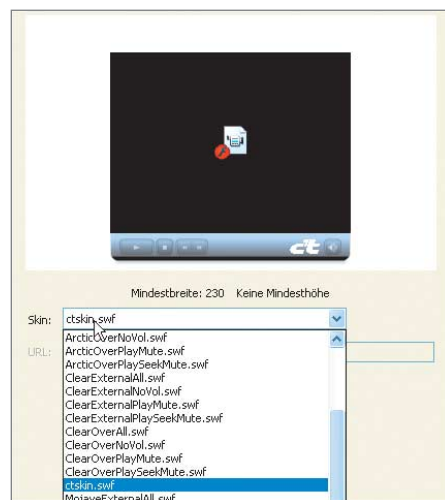 c't
Mindestbreite: 230 Keine Mindesthöhe
Skin: ctskin.swf
URL:
ArcticOverNoVol.swf
ArcticOverPlayMute.swf
ArcticOverPlaySeekMute.swf
ClearExternalAll.swf
ClearExternalNoVol.swf
ClearExternalPlayMute.swf
ClearExternalPlaySeekMute.swf
ClearOverAll.swf
ClearOverNoVol.swf
ClearOverPlayMute.swf
ClearOverPlaySeekMute.swf
ctskin.swf
MojaveExternalAll.swf